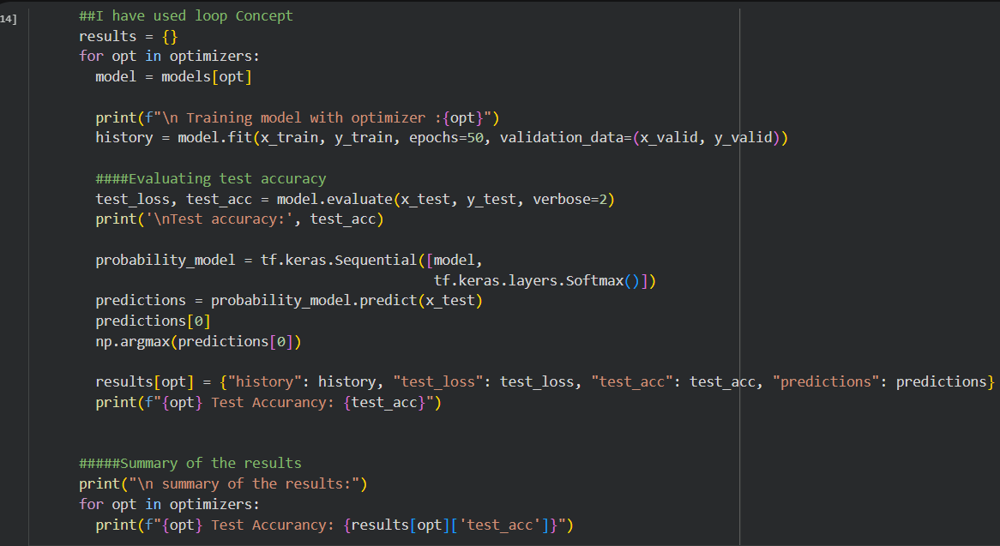 14]
##I have used loop Concept
results = {}
for opt in optimizers:
  model = models[opt]
  print(f"\n Training model with optimizer :{opt}")
  history = model.fit(x_train, y_train, epochs=50, validation_data=(x_valid, y_valid))
  ####Evaluating test accuracy
  test_loss, test_acc = model.evaluate(x_test, y_test, verbose=2)
  print('\nTest accuracy:', test_acc)
  probability_model = tf.keras.Sequential([model,
                                           tf.keras.layers.Softmax()])
  predictions = probability_model.predict(x_test)
  predictions[0]
  np.argmax(predictions[0])
  results[opt] = {"history": history, "test_loss": test_loss, "test_acc": test_acc, "predictions": predictions}
  print(f"{opt} Test Accurancy: {test_acc}")
#####Summary of the results
print("\n summary of the results:")
for opt in optimizers:
  print(f"{opt} Test Accurancy: {results[opt]['test_acc']}")